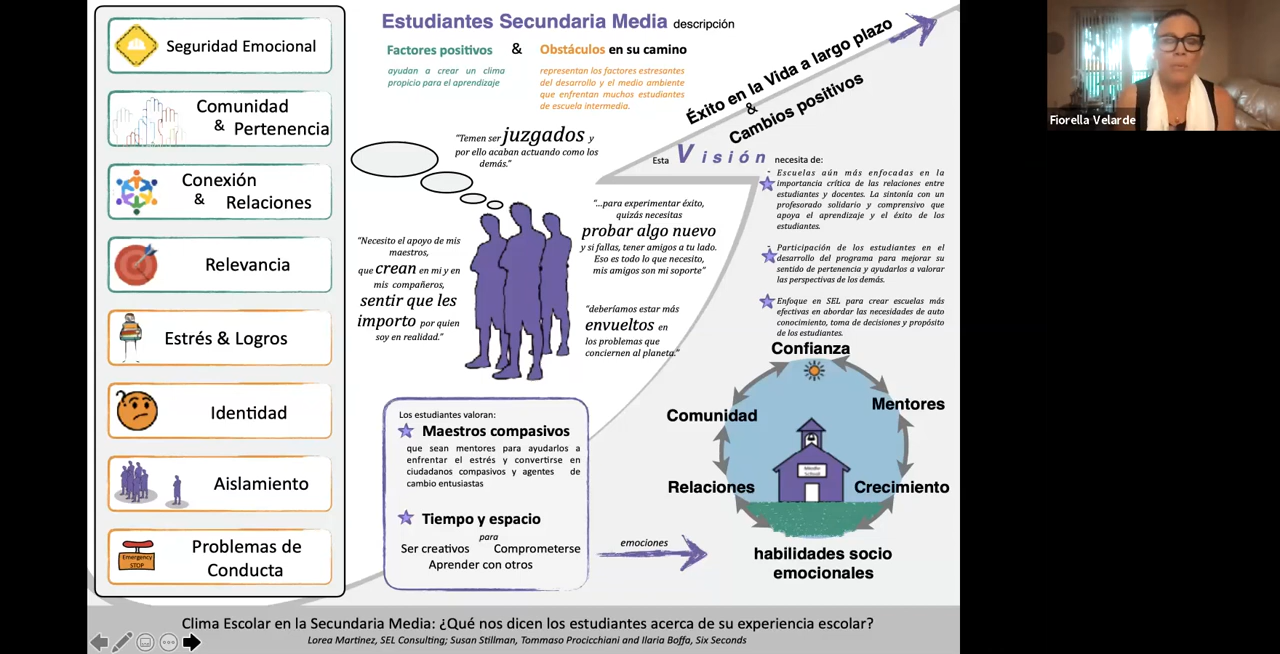 Seguridad Emocional
Comunidad
& Pertenencia
Conexión
& Relaciones
Relevancia
Estrés & Logros
Identidad
Aislamiento
Emergency
STOP
Problemas de
Conducta
Estudiantes Secundaria Media descripción
Factores positivos & Obstáculos en su camino
ayudan a crear un clima
propicio para el aprendizaje
representan los factores estresantes
del desarrollo y el medio ambiente
que enfrentan muchos estudiantes
de escuela intermedia.
"Temen ser juzgados y
por ello acaban actuando como los
demás."
"Necesito el apoyo de mis
maestros,
que crean en mi y en
mis compañeros,
sentir que les
importo por quien
soy en realidad."
"...para experimentar éxito,
quizás necesitas
probar algo nuevo
y si fallas, tener amigos a tu lado.
Eso es todo lo que necesito,
mis amigos son mi soporte"
"deberíamos estar más
envueltos en
los problemas que
conciernen al planeta."
Los estudiantes valoran:
Maestros compasivos
que sean mentores para ayudarlos a
enfrentar el estrés y convertirse en
ciudadanos compasivos y agentes de
cambio entusiastas
Tiempo y espacio
para
Ser creativos Comprometerse
Aprender con otros
emociones
Éxito en la Vida a largo plazo
&
Cambios positivos
Esta Visión necesita de:
- Escuelas aún más enfocadas en la
importancia crítica de las relaciones entre
estudiantes y docentes. La sintonía con un
profesorado solidario y comprensivo que
apoya el aprendizaje y el éxito de los
estudiantes.
- Participación de los estudiantes en el
desarrollo del programa para mejorar su
sentido de pertenencia y ayudarlos a valorar
las perspectivas de los demás.
- Enfoque en SEL para crear escuelas más
efectivas en abordar las necesidades de auto
conocimiento, toma de decisiones y propósito
de los estudiantes.
Confianza
Comunidad
Mentores
Middle
School
Relaciones
Crecimiento
habilidades socio
emocionales
Clima Escolar en la Secundaria Media: ¿Qué nos dicen los estudiantes acerca de su experiencia escolar?
Lorea Martinez, SEL Consulting; Susan Stillman, Tommaso Procicchiani and Ilaria Boffa, Six Seconds
Fiorella Velarde